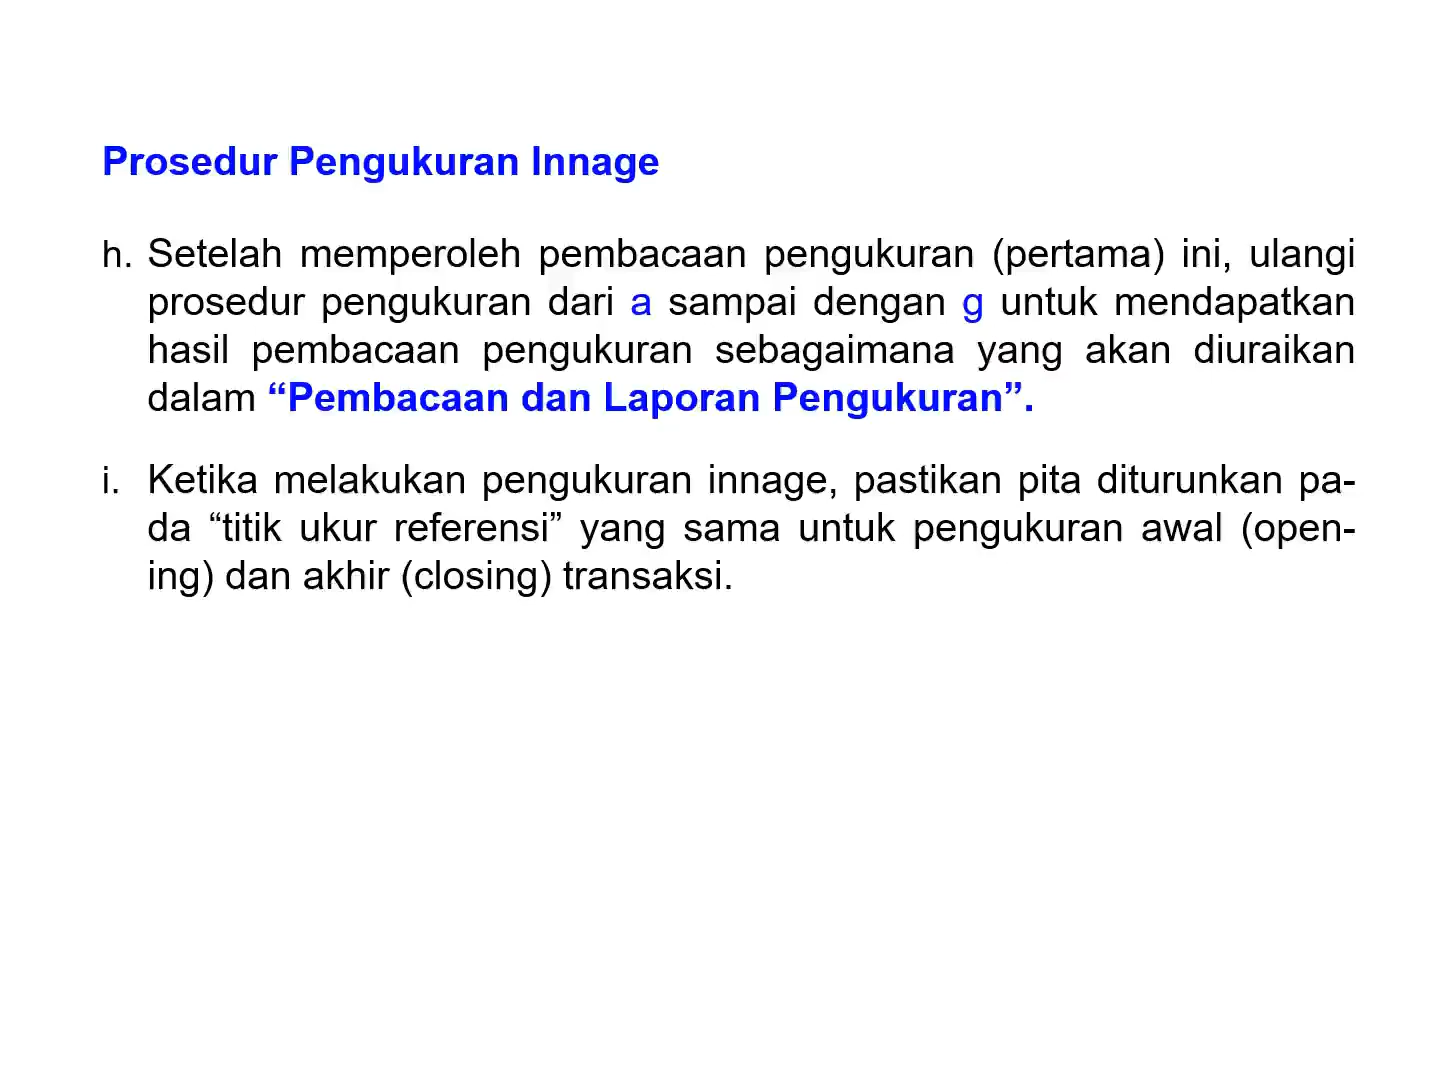 Prosedur Pengukuran Innage
h. Setelah memperoleh pembacaan pengukuran (pertama) ini, ulangi
prosedur pengukuran dari a sampai dengan g untuk mendapatkan
hasil pembacaan pengukuran sebagaimana yang akan diuraikan
dalam “Pembacaan dan Laporan Pengukuran”.
i. Ketika melakukan pengukuran innage, pastikan pita diturunkan pa-
da “titik ukur referensi” yang sama untuk pengukuran awal (open-
ing) dan akhir (closing) transaksi.